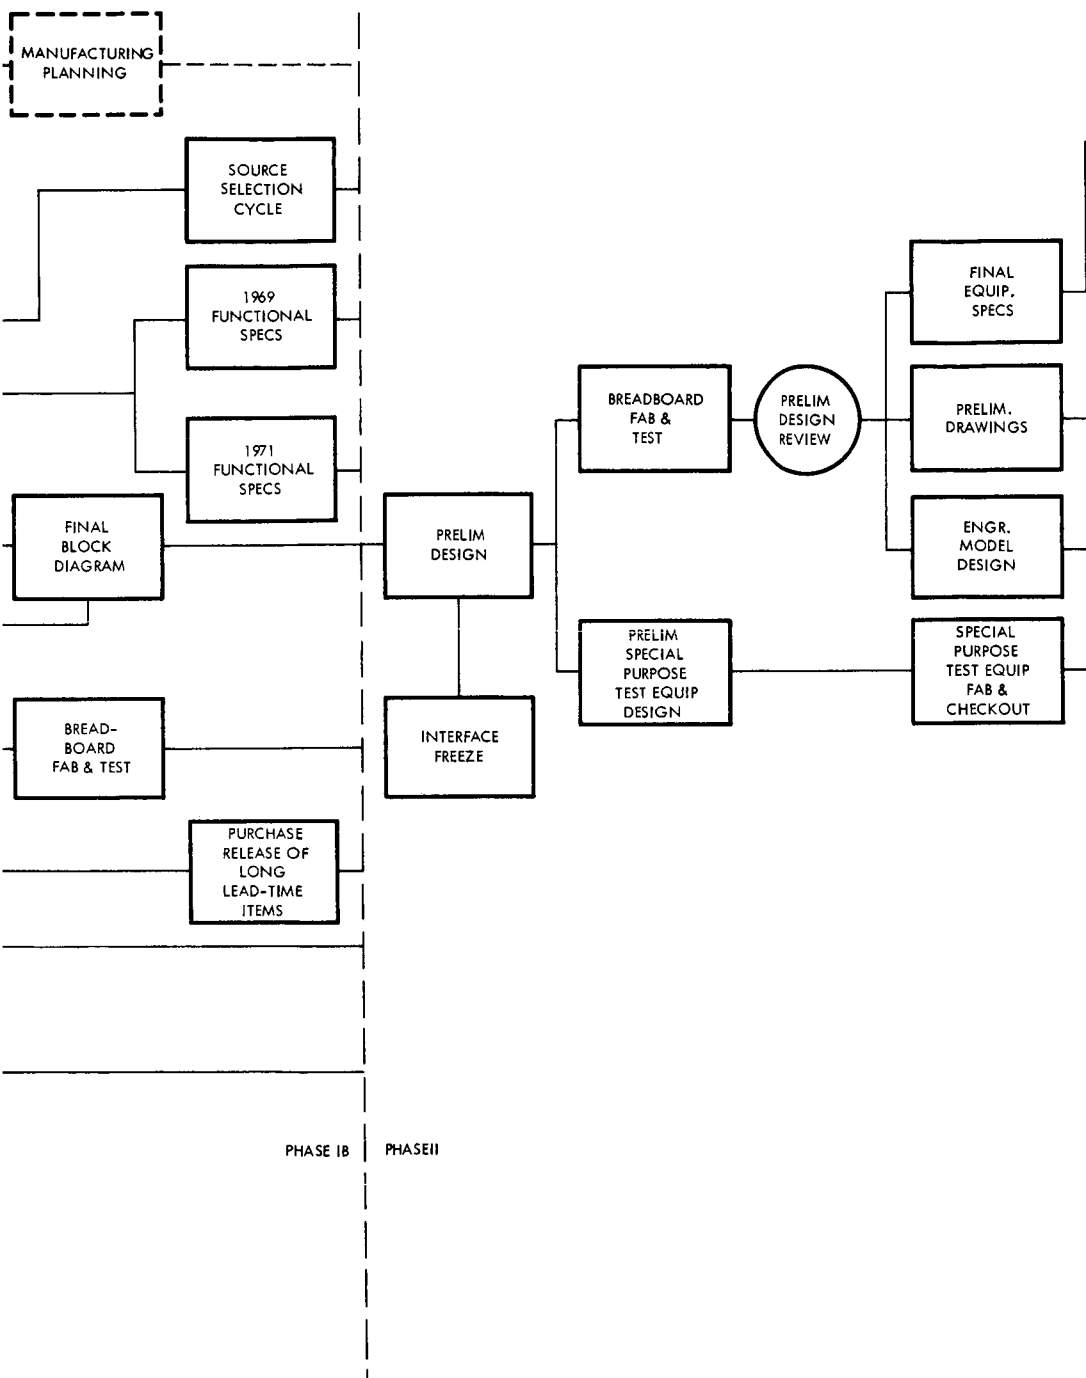 MANUFACTURING
PLANNING
SOURCE
SELECTION
CYCLE
1969
FUNCTIONAL
SPECS
1971
FUNCTIONAL
SPECS
FINAL
BLOCK
DIAGRAM
BREAD-
BOARD
FAB & TEST
PURCHASE
RELEASE OF
LONG
LEAD-TIME
ITEMS
PRELIM
DESIGN
INTERFACE
FREEZE
BREADBOARD
FAB &
TEST
PRELIM
SPECIAL
PURPOSE
TEST EQUIP
DESIGN
PRELIM
DESIGN
REVIEW
FINAL
EQUIP.
SPECS
PRELIM.
DRAWINGS
ENGR.
MODEL
DESIGN
SPECIAL
PURPOSE
TEST EQUIP
FAB &
CHECKOUT
PHASE IB
PHASE II